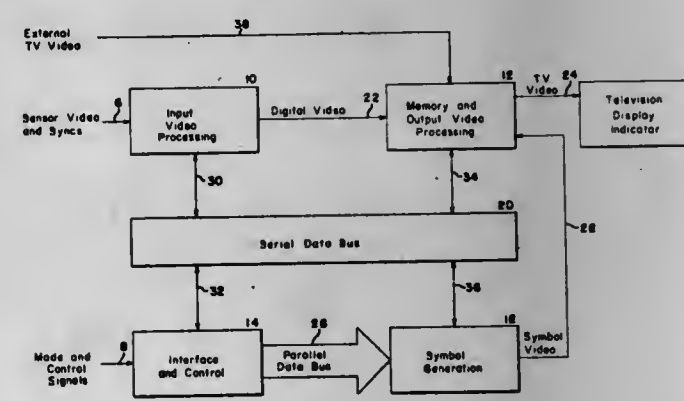 External
TV Video
38
Sensor Video
and Syncs
6
10
Input
Video
Processing
Digital Video
22
12
Memory and
Output Video
Processing
TV
Video
24
Television
Display
Indicator
30
34
28
20
Serial Data Bus
32
36
Mode and
Control
Signals
8
14
Interface
and Control
26
Parallel
Data Bus
16
Symbol
Generation
Symbol
Video